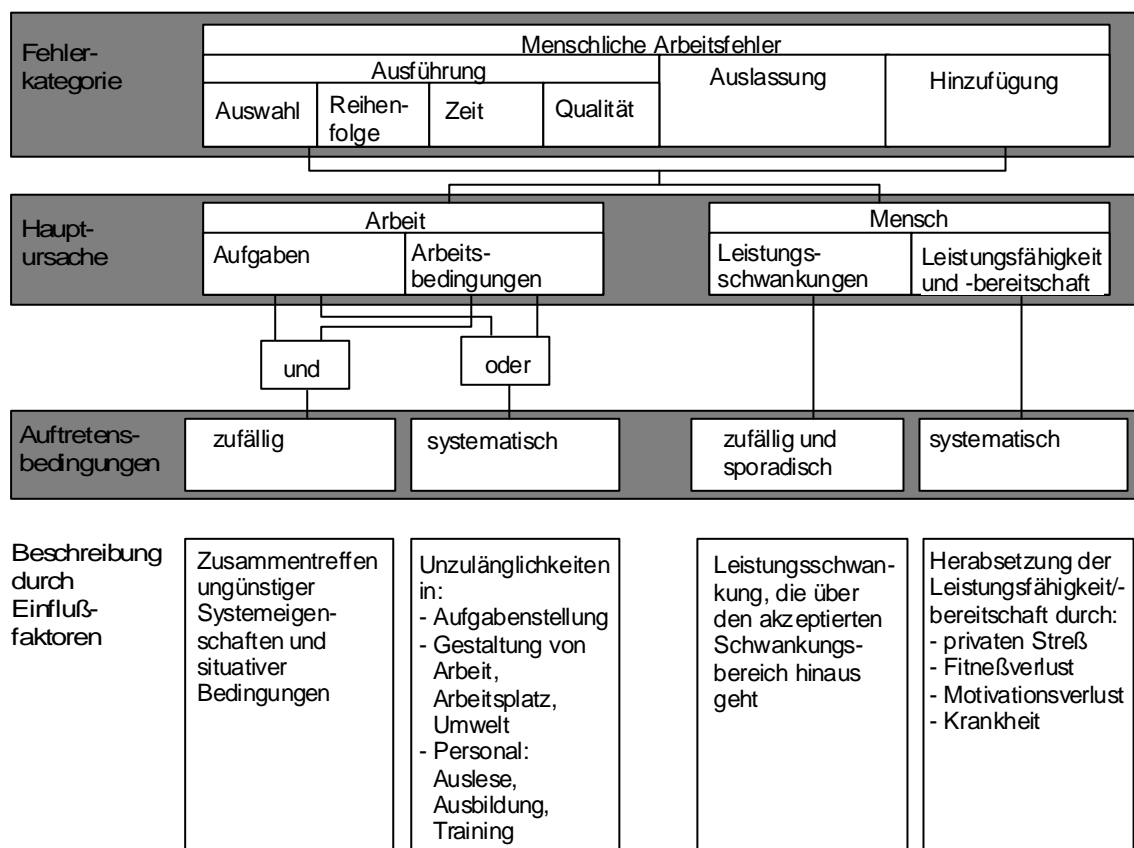 Fehler-
kategorie
Menschliche Arbeitsfehler
Ausführung
Auswahl
Reihen-
folge
Zeit
Qualität
Auslassung
Hinzufügung
Haupt-
ursache
Arbeit
Aufgaben
Arbeits-
bedingungen
Mensch
Leistungs-
schwankungen
Leistungsfähigkeit
und -bereitschaft
und
oder
Auftretens-
bedingungen
zufällig
systematisch
zufällig und
sporadisch
systematisch
Beschreibung
durch
Einfluß-
faktoren
Zusammentreffen
ungünstiger
Systemeigen-
schaften und
situativer
Bedingungen
Unzulänglichkeiten
in:
- Aufgabenstellung
- Gestaltung von
Arbeit,
Arbeitsplatz,
Umwelt
- Personal:
Auslese,
Ausbildung,
Training
Leistungsschwan-
kung, die über
den akzeptierten
Schwankungs-
bereich hinaus
geht
Herabsetzung der
Leistungsfähigkeit/-
bereitschaft durch:
- privaten Streß
- Fitneßverlust
- Motivationsverlust
- Krankheit